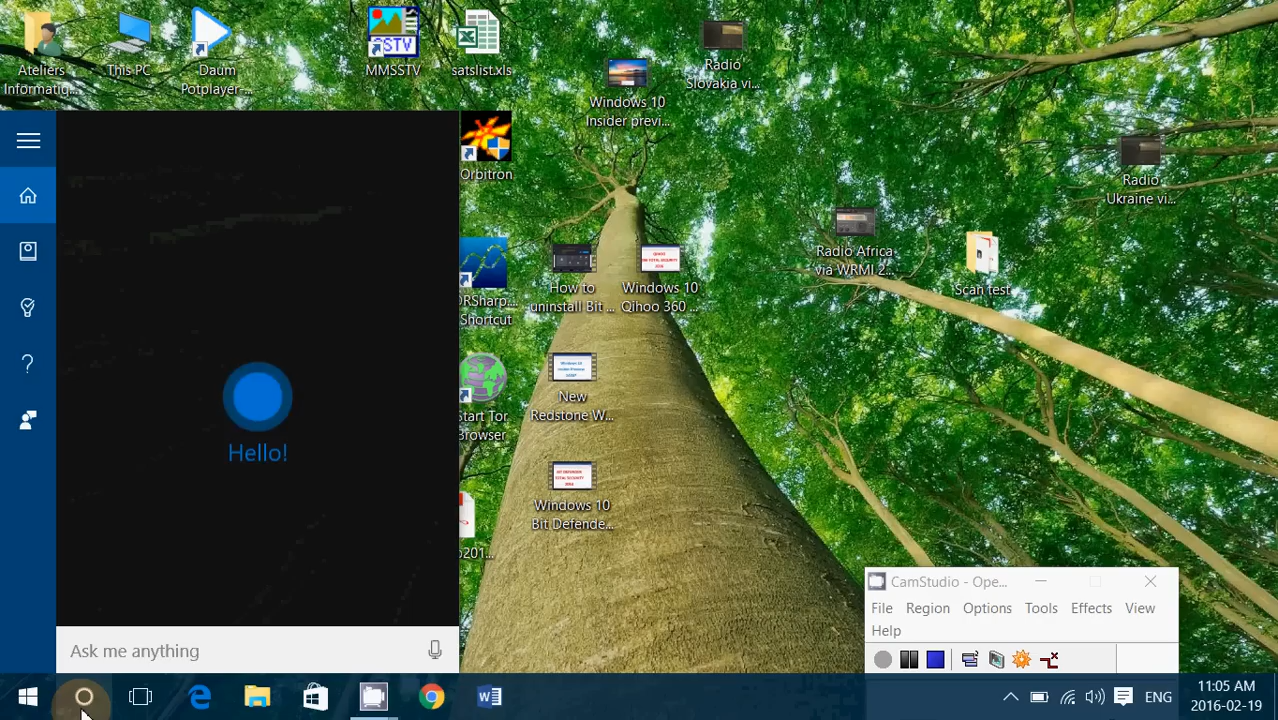 Ateliers
Informatiq...
This PC
Daum
Potplayer-...
SSTV
MMSSTV
satslist.xls
Windows 10
Insider previ...
Radio
Slovakia vi...
Orbitron
Radio
Ukraine vi...
Radio Africa
via WRMI 2...
Scan test
How to
uninstall Bit ...
Windows 10
Qihoo 360 ...
DRSharp...
Shortcut
New
Redstone W...
Start Tor
Browser
Windows 10
Bit Defende...
201...
Hello!
Ask me anything
CamStudio - Ope...
File Region Options Tools Effects View
Help
ENG
11:05 AM
2016-02-19